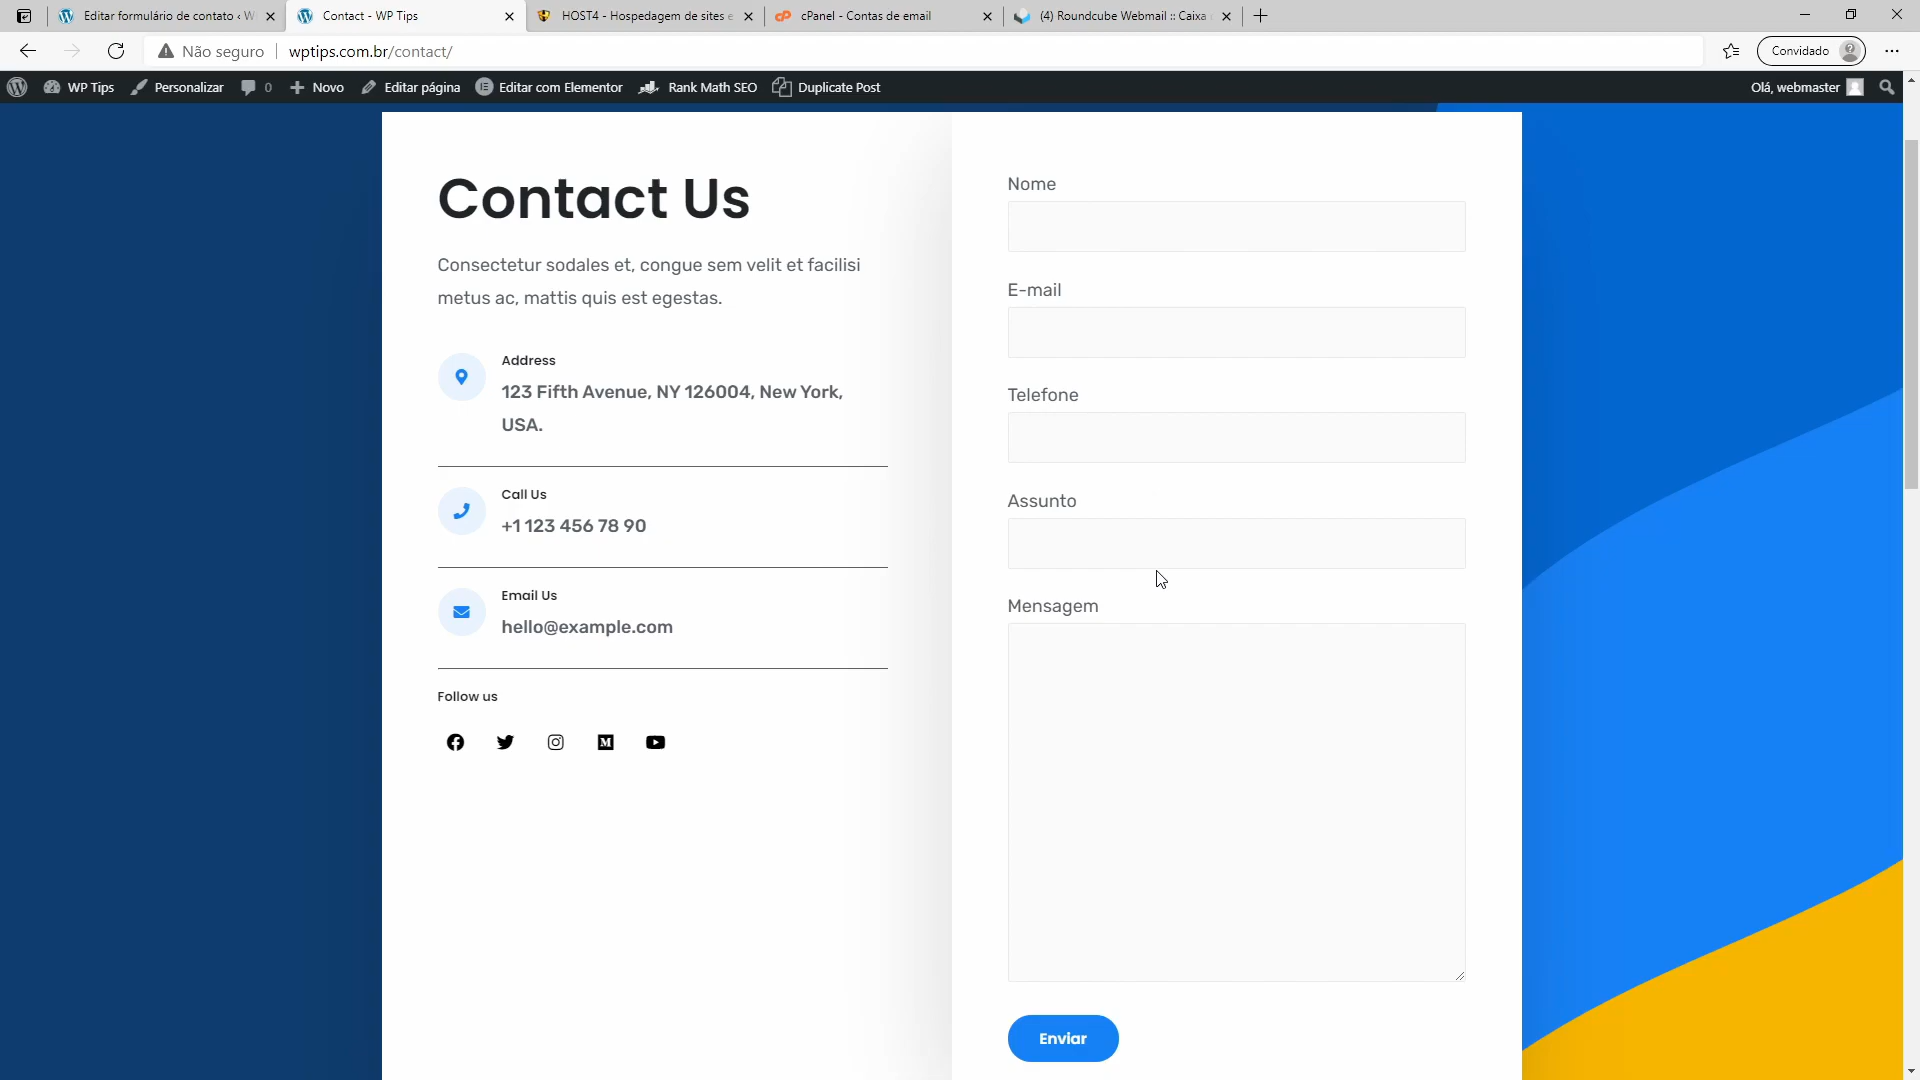 Editar formulário de contato ‹ W
Contact - WP Tips
HOST4 - Hospedagem de sites e
cPanel - Contas de email
(4) Roundcube Webmail :: Caixa
Não seguro
wptips.com.br/contact/
Convidado
WP Tips
Personalizar
0
Novo
Editar página
Editar com Elementor
Rank Math SEO
Duplicate Post
Olá, webmaster
Contact Us
Consectetur sodales et, congue sem velit et facilisi
metus ac, mattis quis est egestas.
Address
123 Fifth Avenue, NY 126004, New York,
USA.
Call Us
+1 123 456 78 90
Email Us
hello@example.com
Follow us
Nome
E-mail
Telefone
Assunto
Mensagem
Enviar